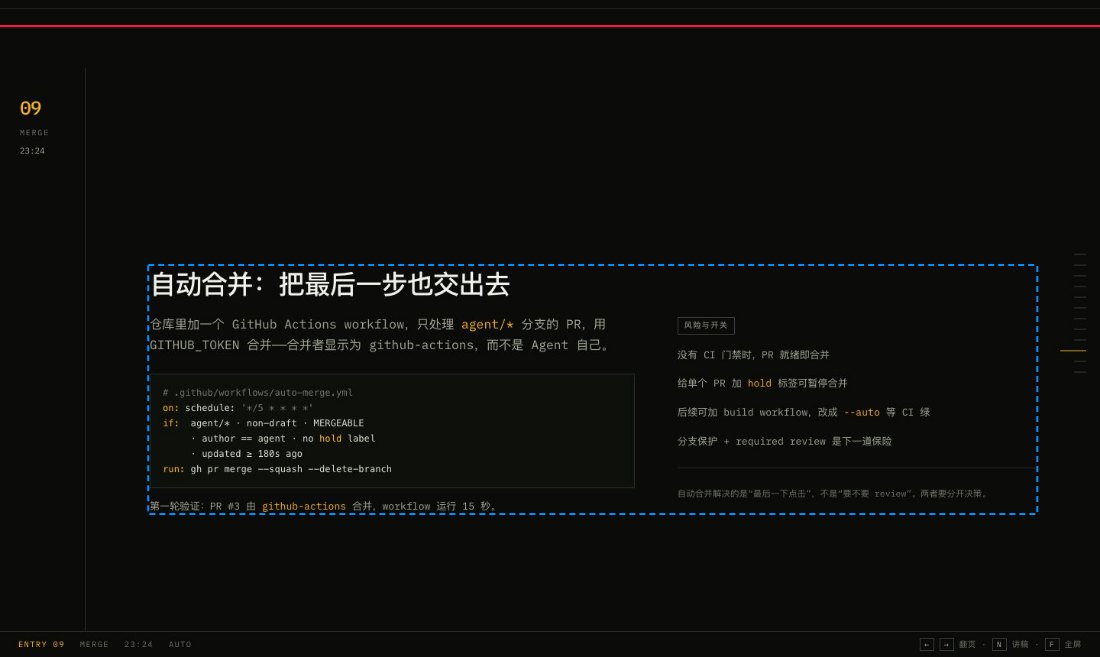 09
MERGE
23:24
自动合并：把最后一步也交出去
仓库里加一个 GitHub Actions workflow，只处理 agent/* 分支的 PR，用
GITHUB_TOKEN 合并——合并者显示为 github-actions，而不是 Agent 自己。
# .github/workflows/auto-merge.yml
on: schedule: '*/5 * * * *'
if: agent/* · non-draft · MERGEABLE
· author == agent · no hold label
· updated ≥ 180s ago
run: gh pr merge --squash --delete-branch
第一轮验证：PR #3 由 github-actions 合并，workflow 运行 15 秒。
风险与开关
没有 CI 门禁时，PR 就绪即合并
给单个 PR 加 hold 标签可暂停合并
后续可加 build workflow，改成 --auto 等 CI 绿
分支保护 + required review 是下一道保险
自动合并解决的是“最后一下点击”，不是“要不要 review”。两者要分开决策。
ENTRY 09 MERGE 23:24 AUTO
← → 翻页 · N 讲稿 · F 全屏